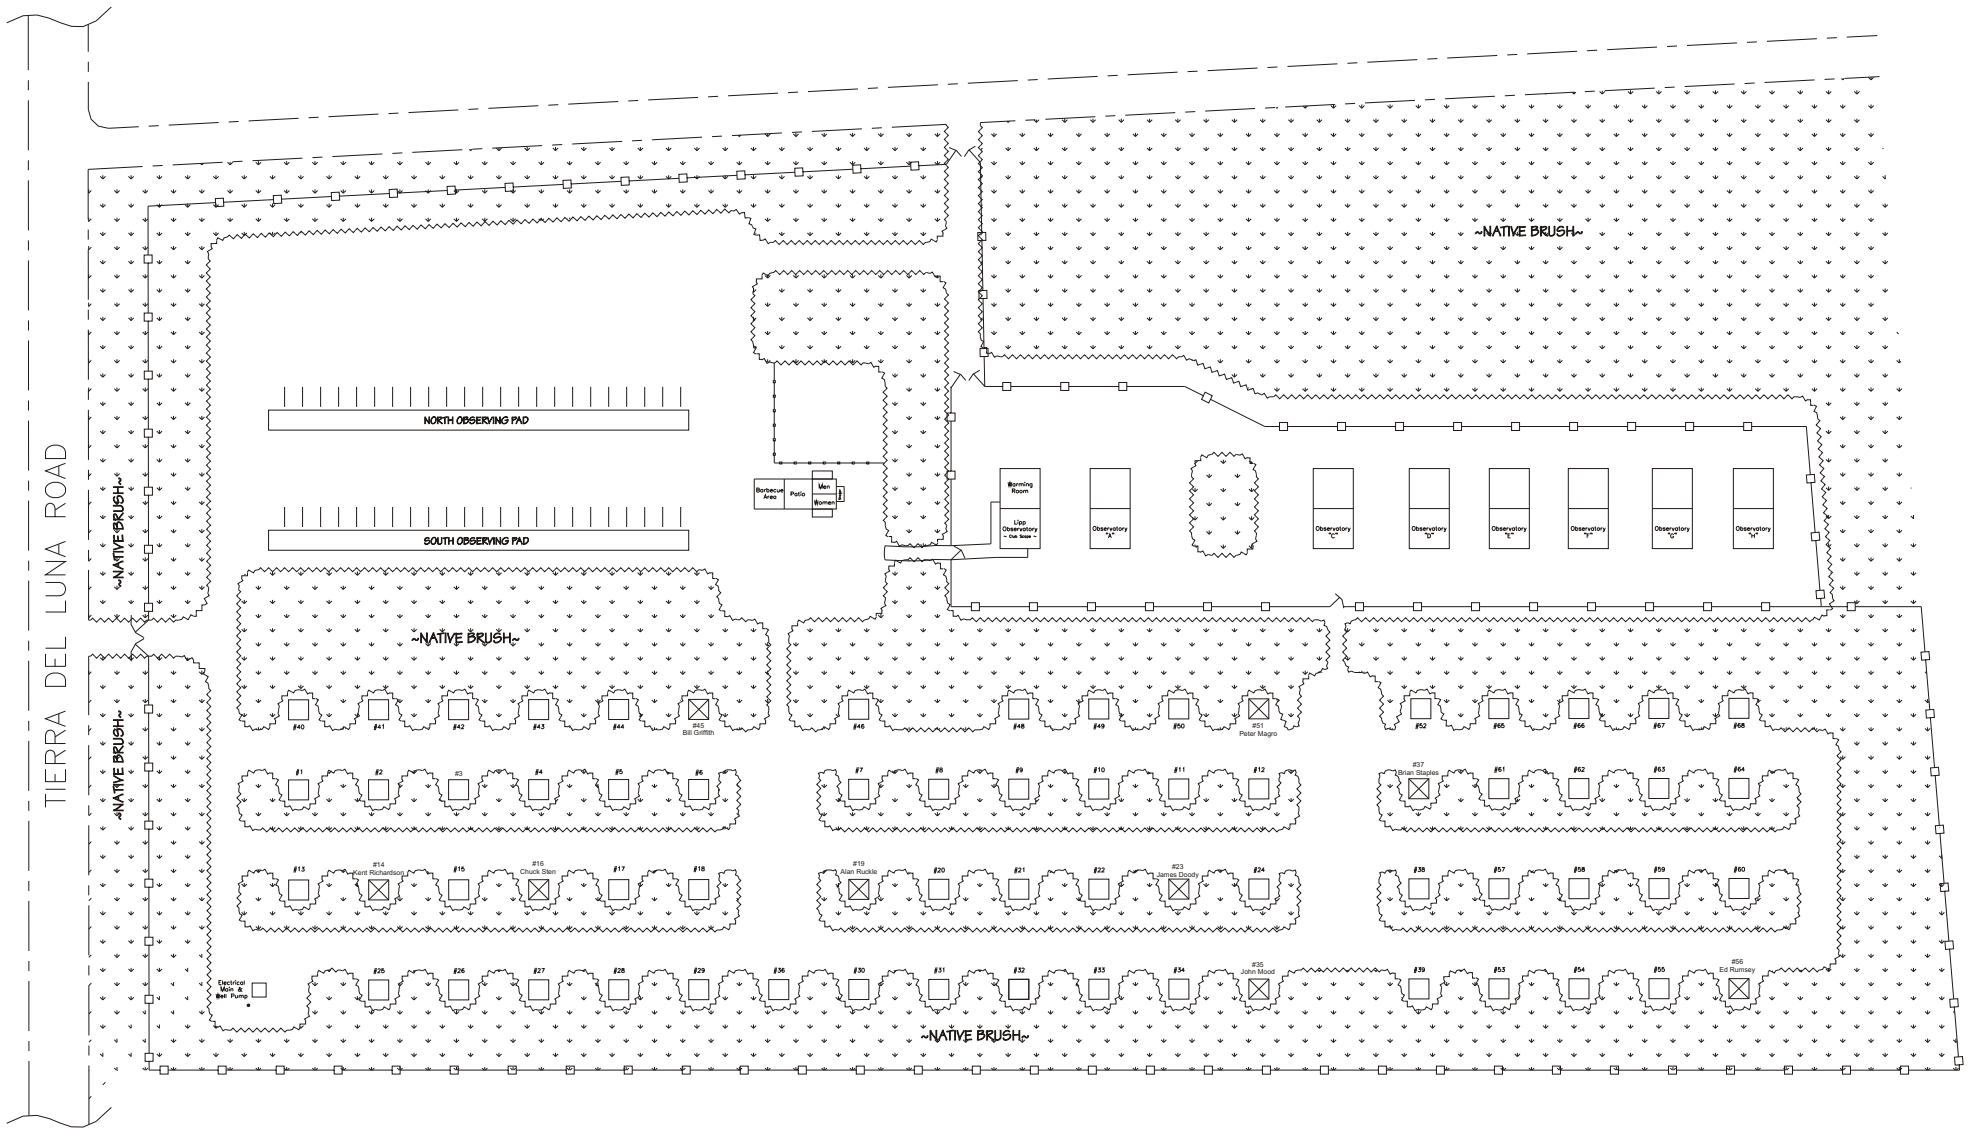 ~NATIVE BRUSH~
NORTH OBSERVING PAD
SOUTH OBSERVING PAD
Barbecue
Area
Patio
Men
Women
Warming
Room
Lipp
Observatory
~ Club Scope ~
Observatory
"A"
Observatory
"C"
Observatory
"D"
Observatory
"E"
Observatory
"F"
Observatory
"G"
Observatory
"H"
TIERRA DEL LUNA ROAD
~NATIVE BRUSH~
~NATIVE BRUSH~
~NATIVE BRUSH~
#40 #41 #42 #43 #44 #45 #46 #48 #49 #50 #51 #52 #65 #66 #67 #68
Bill Griffith
Peter Magro
#1 #2 #3 #4 #5 #6 #7 #8 #9 #10 #11 #12 #37 #61 #62 #63 #64
Brian Staples
#13 #14 #15 #16 #17 #18 #19 #20 #21 #22 #23 #24 #38 #57 #58 #59 #60
Kent Richardson
Chuck Sten
Alan Ruckle
James Doody
#25 #26 #27 #28 #29 #36 #30 #31 #32 #33 #34 #35 #39 #53 #54 #55 #56
John Mood
Ed Rumsey
Electrical
Main &
Well Pump
~NATIVE BRUSH~